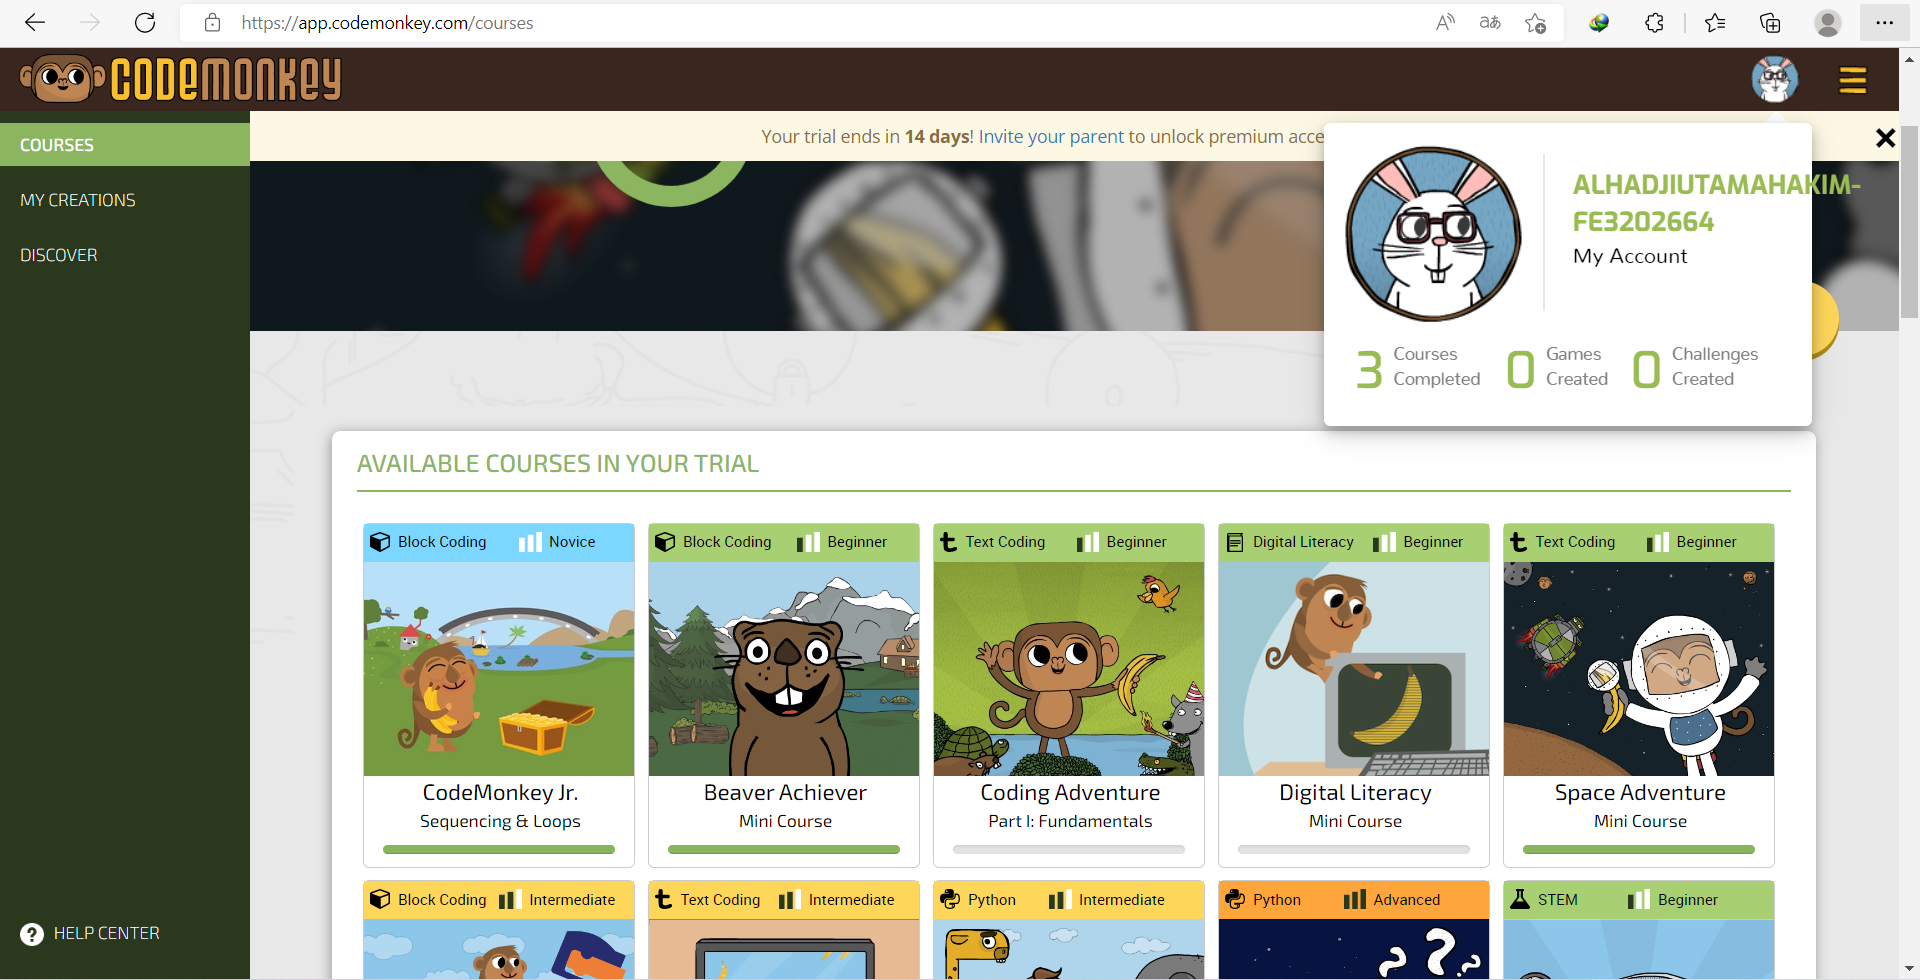 https://app.codemonkey.com/courses
CODEMONKEY
COURSES
MY CREATIONS
DISCOVER
HELP CENTER
Your trial ends in 14 days! Invite your parent to unlock premium acce
ALHADJIUTAMAHAKIM-
FE3202664
My Account
3 Courses Completed
0 Games Created
0 Challenges Created
AVAILABLE COURSES IN YOUR TRIAL
Block Coding Novice
CodeMonkey Jr.
Sequencing & Loops
Block Coding Beginner
Beaver Achiever
Mini Course
Text Coding Beginner
Coding Adventure
Part I: Fundamentals
Digital Literacy Beginner
Digital Literacy
Mini Course
Text Coding Beginner
Space Adventure
Mini Course
Block Coding Intermediate
Text Coding Intermediate
Python Intermediate
Python Advanced
STEM Beginner